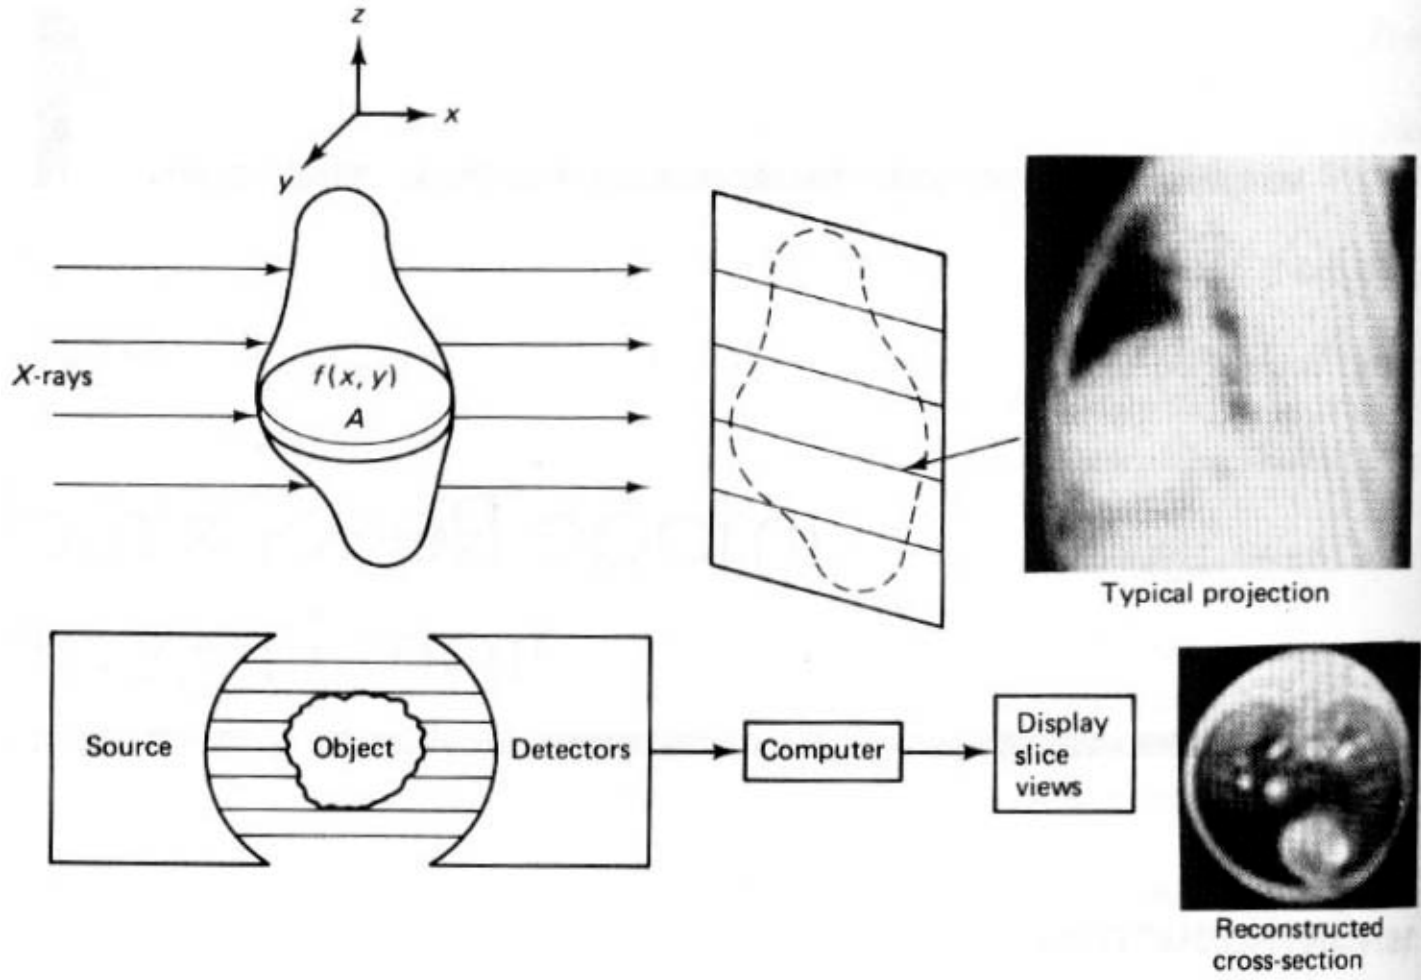 z
x
y
X-rays
f(x, y)
A
Typical projection
Source
Object
Detectors
Computer
Display
slice
views
Reconstructed
cross-section